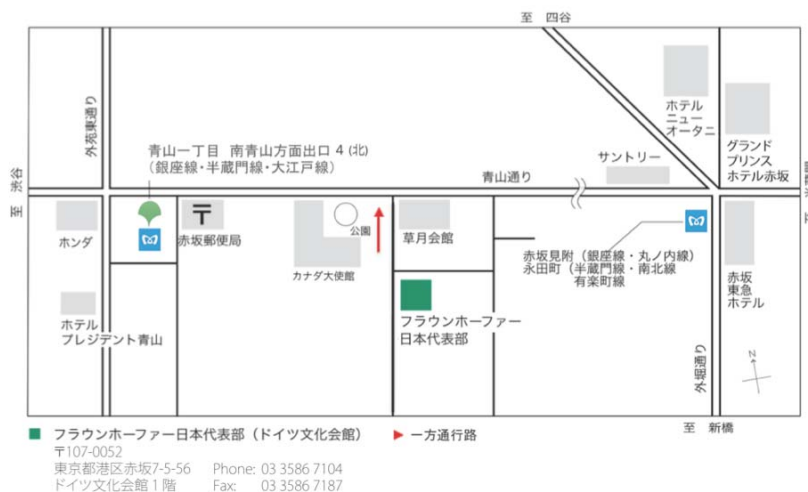 至 四谷
外苑東通り
ホテル
ニュー
オータニ
グランド
プリンス
ホテル赤坂
青山一丁目 南青山方面出口 4 (北)
(銀座線・半蔵門線・大江戸線)
サントリー
青山通り
至 渋谷
ホンダ
〒
赤坂郵便局
公園
カナダ大使館
草月会館
赤坂見附(銀座線・丸ノ内線)
永田町(半蔵門線・南北線
有楽町線
赤坂
東急
ホテル
ホテル
プレジデント青山
フラウンホーファー
日本代表部
外堀通り
N
至 新橋
フラウンホーファー日本代表部(ドイツ文化会館)
一方通行路
〒107-0052
東京都港区赤坂7-5-56 Phone: 03 3586 7104
ドイツ文化会館 1 階 Fax: 03 3586 7187